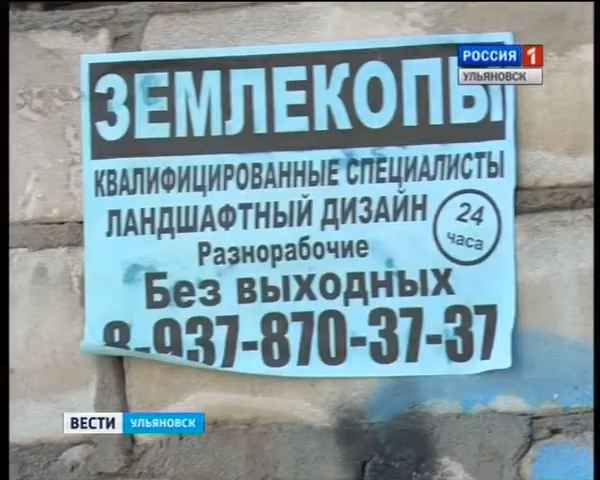 РОССИЯ 1
УЛЬЯНОВСК
ЗЕМЛЕКОПЫ
КВАЛИФИЦИРОВАННЫЕ СПЕЦИАЛИСТЫ
ЛАНДШАФТНЫЙ ДИЗАЙН
24
часа
Разнорабочие
Без выходных
8-937-870-37-37
ВЕСТИ УЛЬЯНОВСК